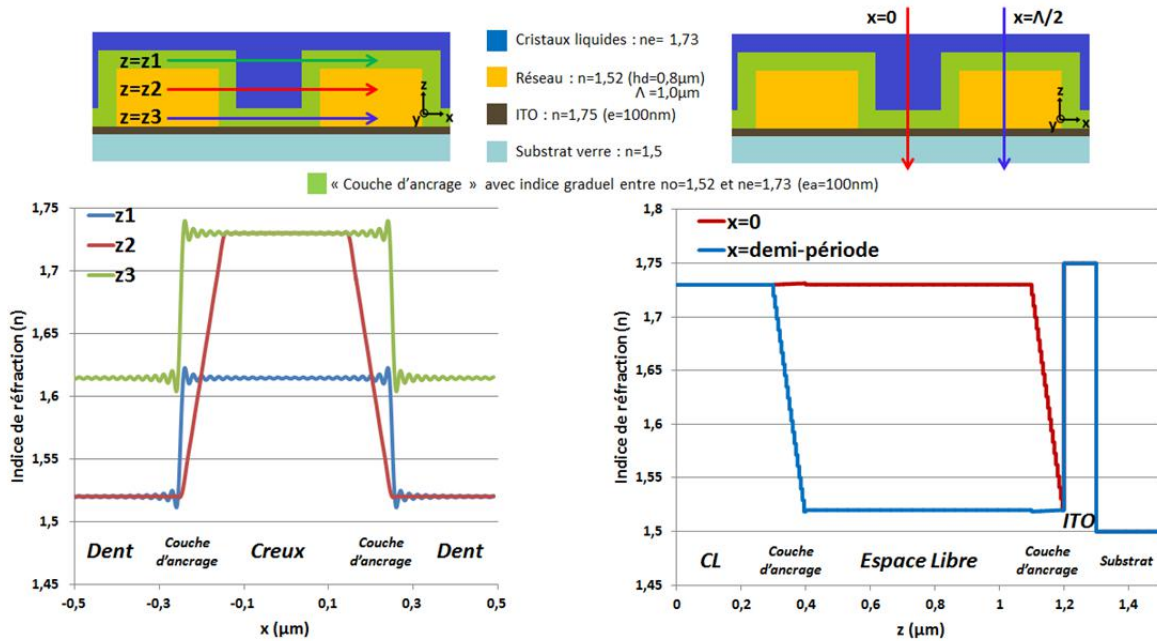 z=z1
z=z2
z=z3
z
y
x
Cristaux liquides : ne= 1,73
Réseau : n=1,52 (hd=0,8µm)
Λ =1,0µm
ITO : n=1,75 (e=100nm)
Substrat verre : n=1,5
« Couche d'ancrage » avec indice graduel entre no=1,52 et ne=1,73 (ea=100nm)
x=0
x=Λ/2
z
y
x
1,75
1,7
1,65
1,6
1,55
1,5
1,45
Indice de réfraction (n)
z1
z2
z3
Dent
Couche
d'ancrage
Creux
Couche
d'ancrage
Dent
-0,5
-0,3
-0,1
0,1
0,3
0,5
x (µm)
1,8
1,75
1,7
1,65
1,6
1,55
1,5
1,45
Indice de réfraction (n)
x=0
x=demi-période
CL
Couche
d'ancrage
Espace Libre
Couche
d'ancrage
ITO
Substrat
0
0,2
0,4
0,6
0,8
1
1,2
1,4
z (µm)